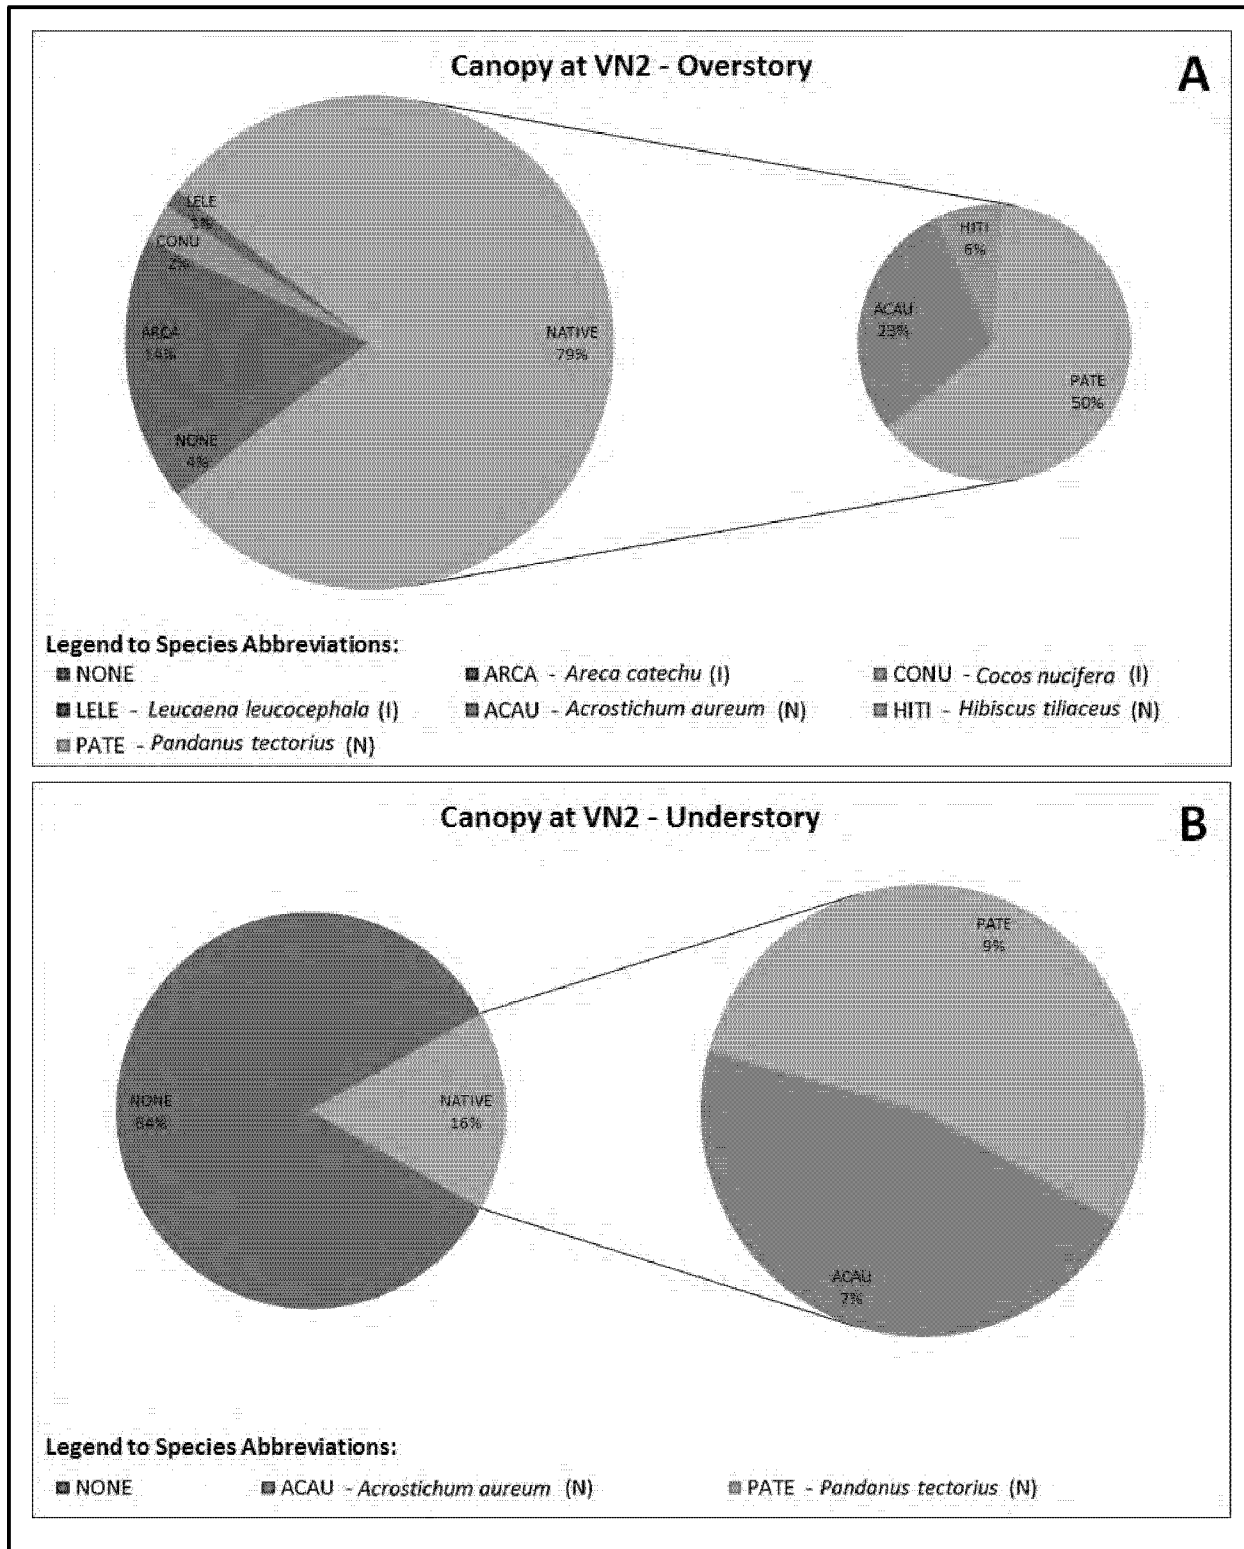 Canopy at VN2 - Overstory
A
LELE
1%
CONU
2%
ARCA
14%
NONE
4%
NATIVE
79%
HITI
6%
ACAU
23%
PATE
50%
Legend to Species Abbreviations:
NONE
ARCA - Areca catechu (I)
CONU - Cocos nucifera (I)
LELE - Leucaena leucocephala (I)
ACAU - Acrostichum aureum (N)
HITI - Hibiscus tiliaceus (N)
PATE - Pandanus tectorius (N)
Canopy at VN2 - Understory
B
NONE
84%
NATIVE
16%
PATE
9%
ACAU
7%
Legend to Species Abbreviations:
NONE
ACAU - Acrostichum aureum (N)
PATE - Pandanus tectorius (N)